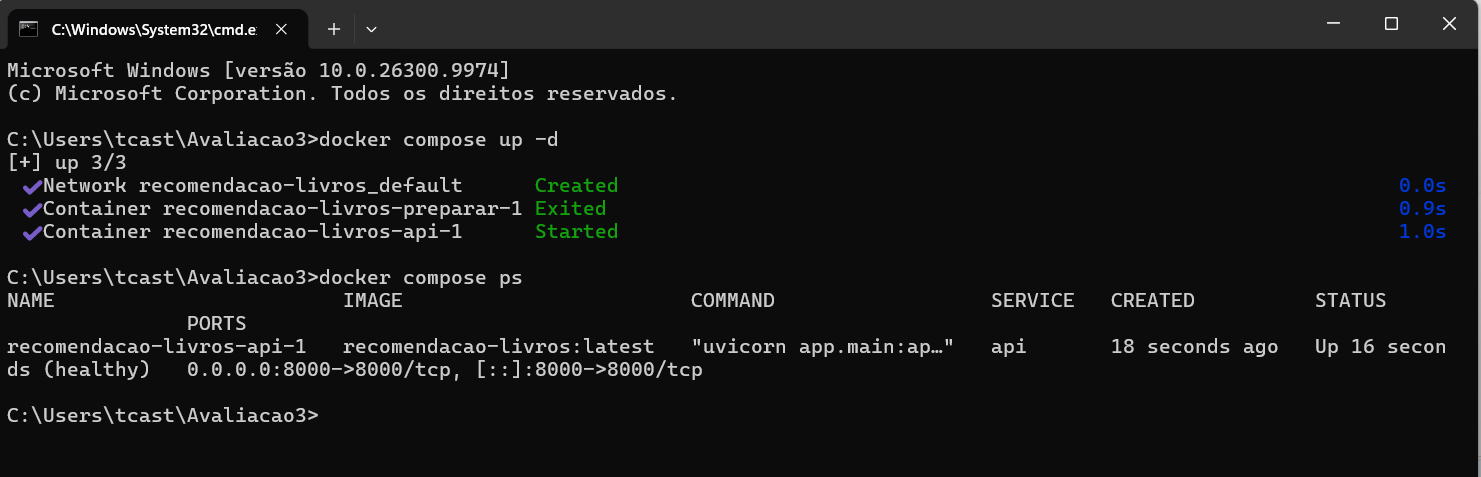 C:\Windows\System32\cmd.e
Microsoft Windows [versão 10.0.26300.9974]
(c) Microsoft Corporation. Todos os direitos reservados.
C:\Users\tcast\Avaliacao3>docker compose up -d
[+] up 3/3
✔Network recomendacao-livros_default Created 0.0s
✔Container recomendacao-livros-preparar-1 Exited 0.9s
✔Container recomendacao-livros-api-1 Started 1.0s
C:\Users\tcast\Avaliacao3>docker compose ps
NAME IMAGE COMMAND SERVICE CREATED STATUS
PORTS
recomendacao-livros-api-1 recomendacao-livros:latest "uvicorn app.main:ap…" api 18 seconds ago Up 16 secon
ds (healthy) 0.0.0.0:8000->8000/tcp, [::]:8000->8000/tcp
C:\Users\tcast\Avaliacao3>